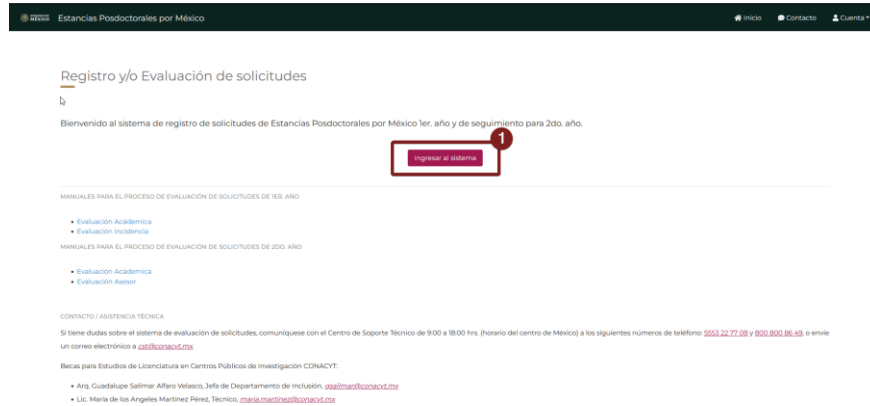 GOBIERNO DE
MÉXICO Estancias Posdoctorales por México Inicio Contacto Cuenta
Registro y/o Evaluación de solicitudes
Bienvenido al sistema de registro de solicitudes de Estancias Posdoctorales por México 1er. año y de seguimiento para 2do. año.
1
Ingresar al sistema
MANUALES PARA EL PROCESO DE EVALUACIÓN DE SOLICITUDES DE 1ER. AÑO
• Evaluación Académica
• Evaluación Incidencia
MANUALES PARA EL PROCESO DE EVALUACIÓN DE SOLICITUDES DE 2DO. AÑO
• Evaluación Académica
• Evaluación Asesor
CONTACTO / ASISTENCIA TÉCNICA
Si tiene dudas sobre el sistema de evaluación de solicitudes, comuníquese con el Centro de Soporte Técnico de 9:00 a 18:00 hrs. (horario del centro de México) a los siguientes números de teléfono: 5553 22 77 08 y 800 800 86 49, o envíe
un correo electrónico a cst@conacyt.mx.
Becas para Estudios de Licenciatura en Centros Públicos de Investigación CONACYT:
• Arq. Guadalupe Salimar Alfaro Velasco, Jefa de Departamento de Inclusión, gsalimar@conacyt.mx
• Lic. María de los Angeles Martínez Pérez, Técnico, maria.martinez@conacyt.mx